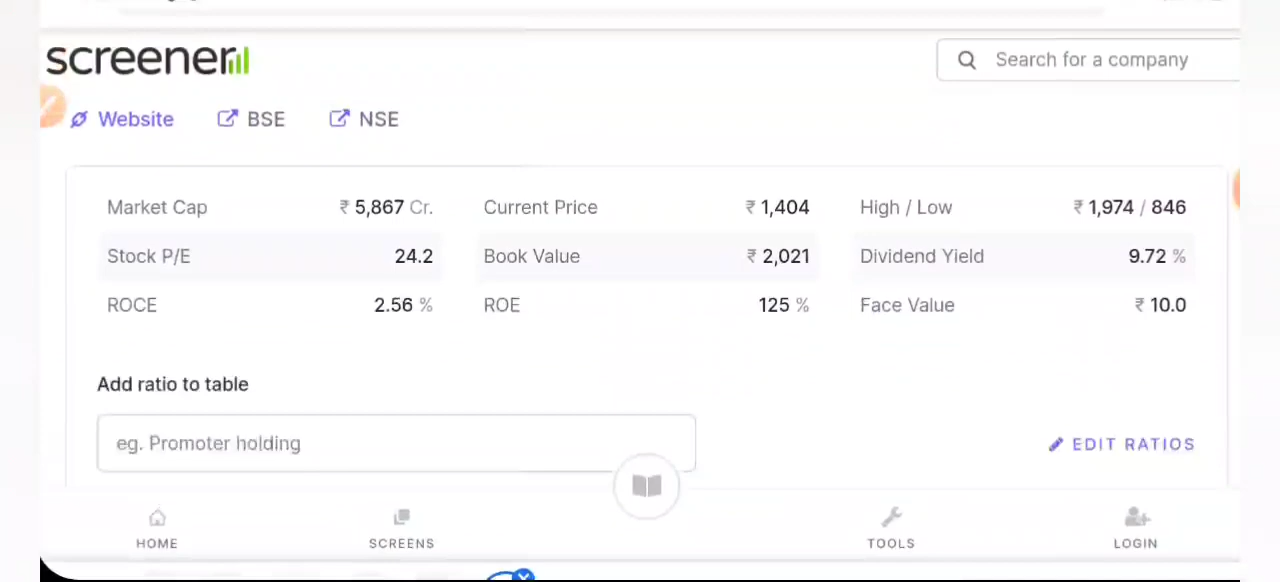 screener
Search for a company
Website BSE NSE
Market Cap ₹ 5,867 Cr. Current Price ₹ 1,404 High / Low ₹ 1,974 / 846
Stock P/E 24.2 Book Value ₹ 2,021 Dividend Yield 9.72 %
ROCE 2.56 % ROE 125 % Face Value ₹ 10.0
Add ratio to table
eg. Promoter holding
EDIT RATIOS
HOME SCREENS TOOLS LOGIN